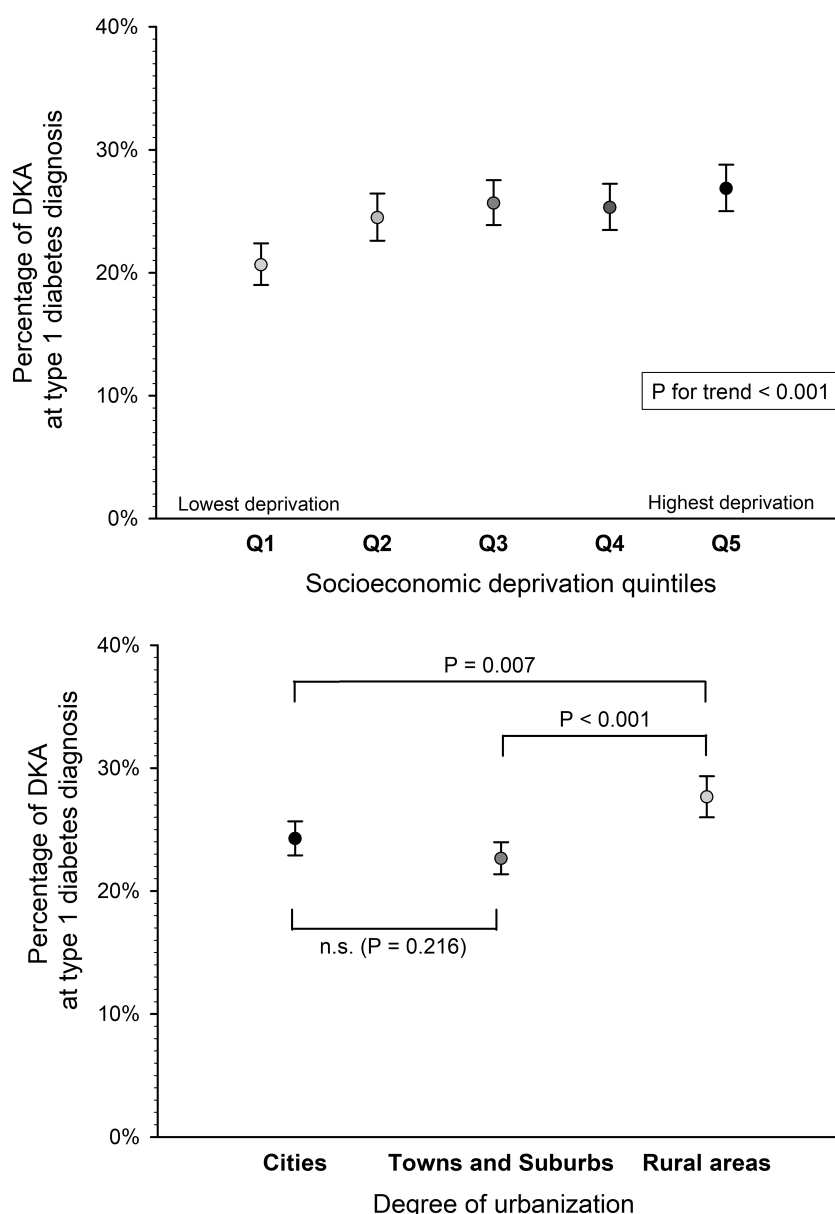 40%
30%
20%
10%
0%
Percentage of DKA
at type 1 diabetes diagnosis
P for trend < 0.001
Lowest deprivation
Highest deprivation
Q1 Q2 Q3 Q4 Q5
Socioeconomic deprivation quintiles
40%
30%
20%
10%
0%
Percentage of DKA
at type 1 diabetes diagnosis
P = 0.007
P < 0.001
n.s. (P = 0.216)
Cities Towns and Suburbs Rural areas
Degree of urbanization